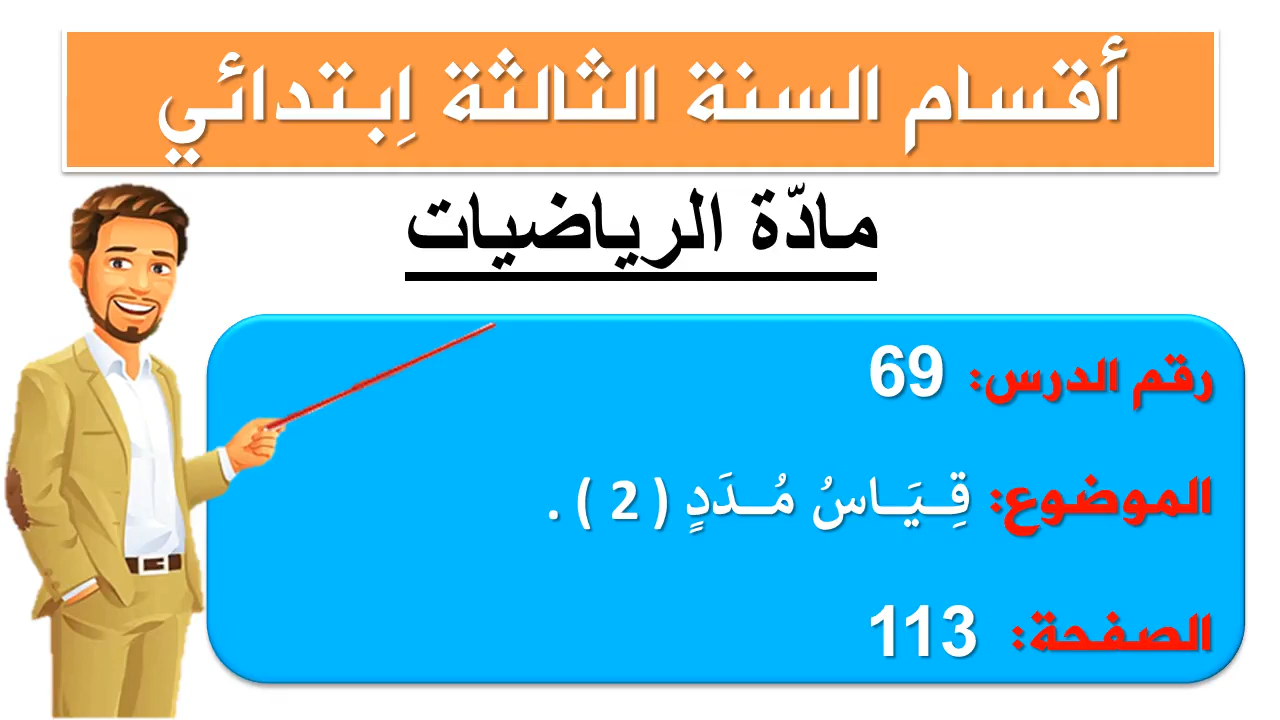 أقسام السنة الثالثة اِبتدائي
مادّة الرياضيات
رقم الدرس: 69
الموضوع: قِـيَـاسُ مُـدَدٍ ( 2 ) .
الصفحة: 113